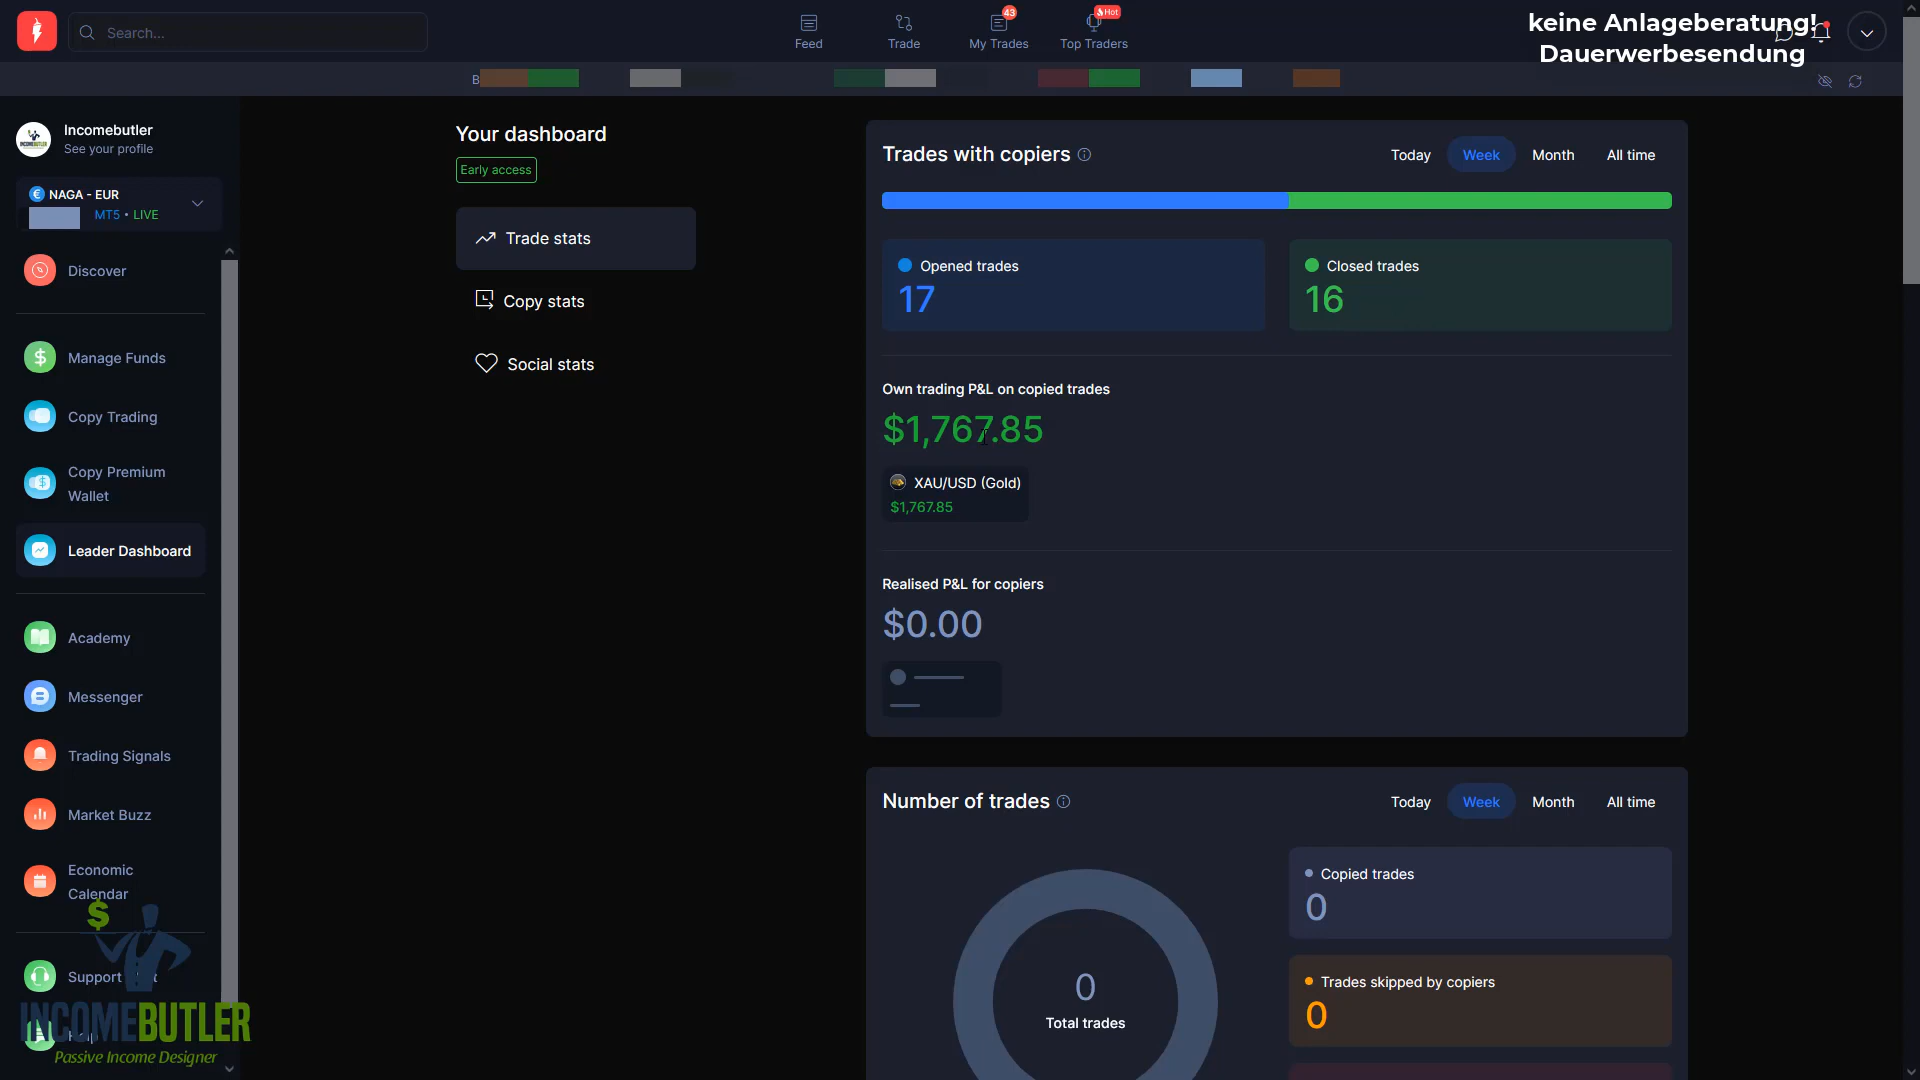 Search...
Feed
Trade
43
My Trades
Hot
Top Traders
keine Anlageberatung!
Dauerwerbesendung
B
Incomebutler
See your profile
NAGA - EUR
MT5 • LIVE
Discover
Manage Funds
Copy Trading
Copy Premium
Wallet
Leader Dashboard
Academy
Messenger
Trading Signals
Market Buzz
Economic
Calendar
Support
INCOMEBUTLER
Passive Income Designer
Your dashboard
Early access
Trade stats
Copy stats
Social stats
Trades with copiers
Today
Week
Month
All time
Opened trades
17
Closed trades
16
Own trading P&L on copied trades
$1,767.85
XAU/USD (Gold)
$1,767.85
Realised P&L for copiers
$0.00
Number of trades
Today
Week
Month
All time
0
Total trades
Copied trades
0
Trades skipped by copiers
0